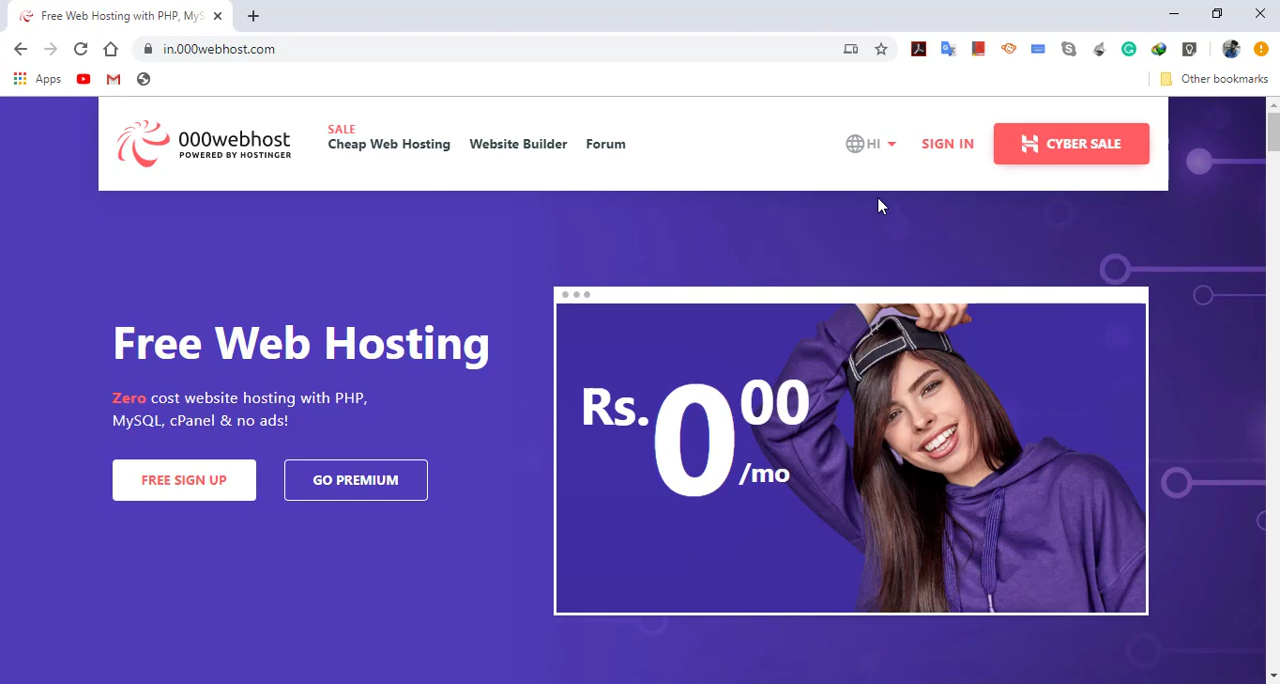 Free Web Hosting with PHP, MyS
in.000webhost.com
Apps
Other bookmarks
000webhost
POWERED BY HOSTINGER
SALE
Cheap Web Hosting
Website Builder
Forum
HI
SIGN IN
CYBER SALE
Free Web Hosting
Zero cost website hosting with PHP,
MySQL, cPanel & no ads!
FREE SIGN UP
GO PREMIUM
Rs.000
/mo